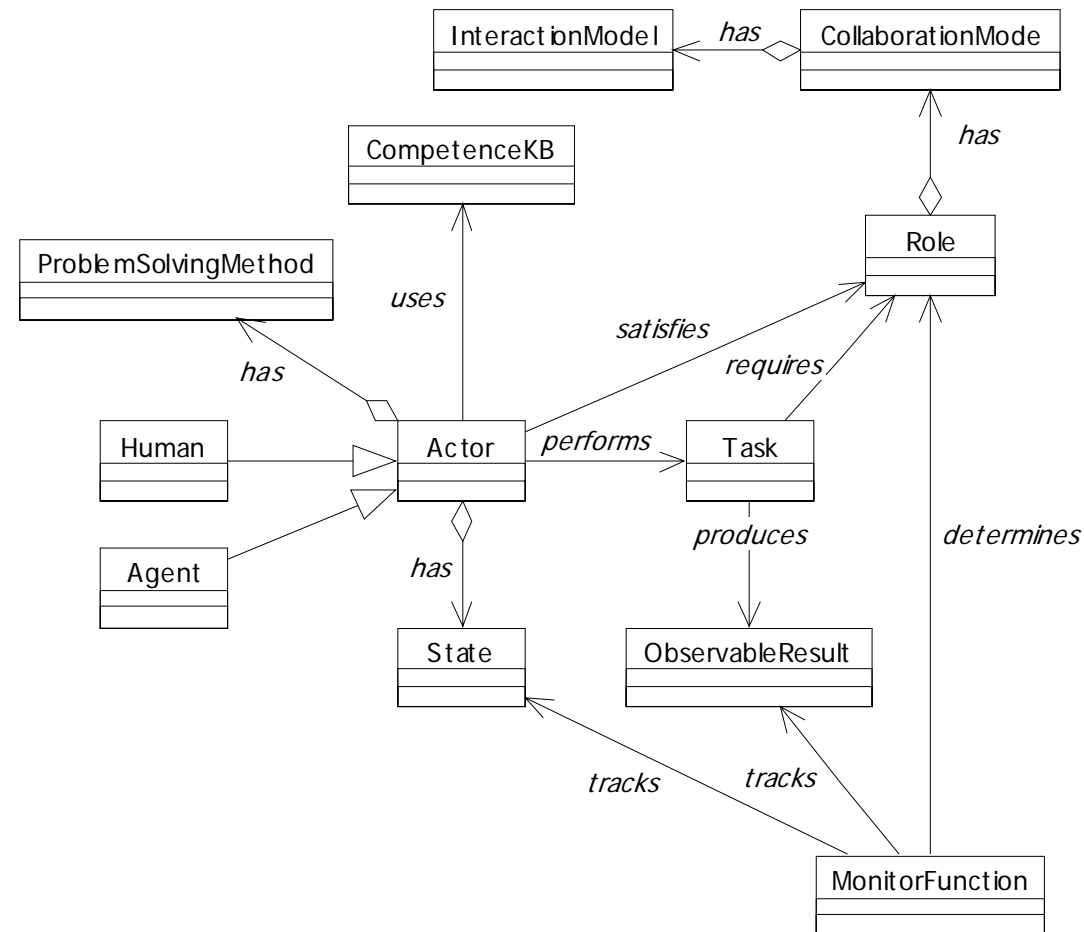 InteractionModel
has
CollaborationMode
has
CompetenceKB
Role
ProblemSolvingMethod
uses
satisfies
has
requires
Human
Actor
performs
Task
produces
determines
Agent
has
State
ObservableResult
tracks
tracks
MonitorFunction